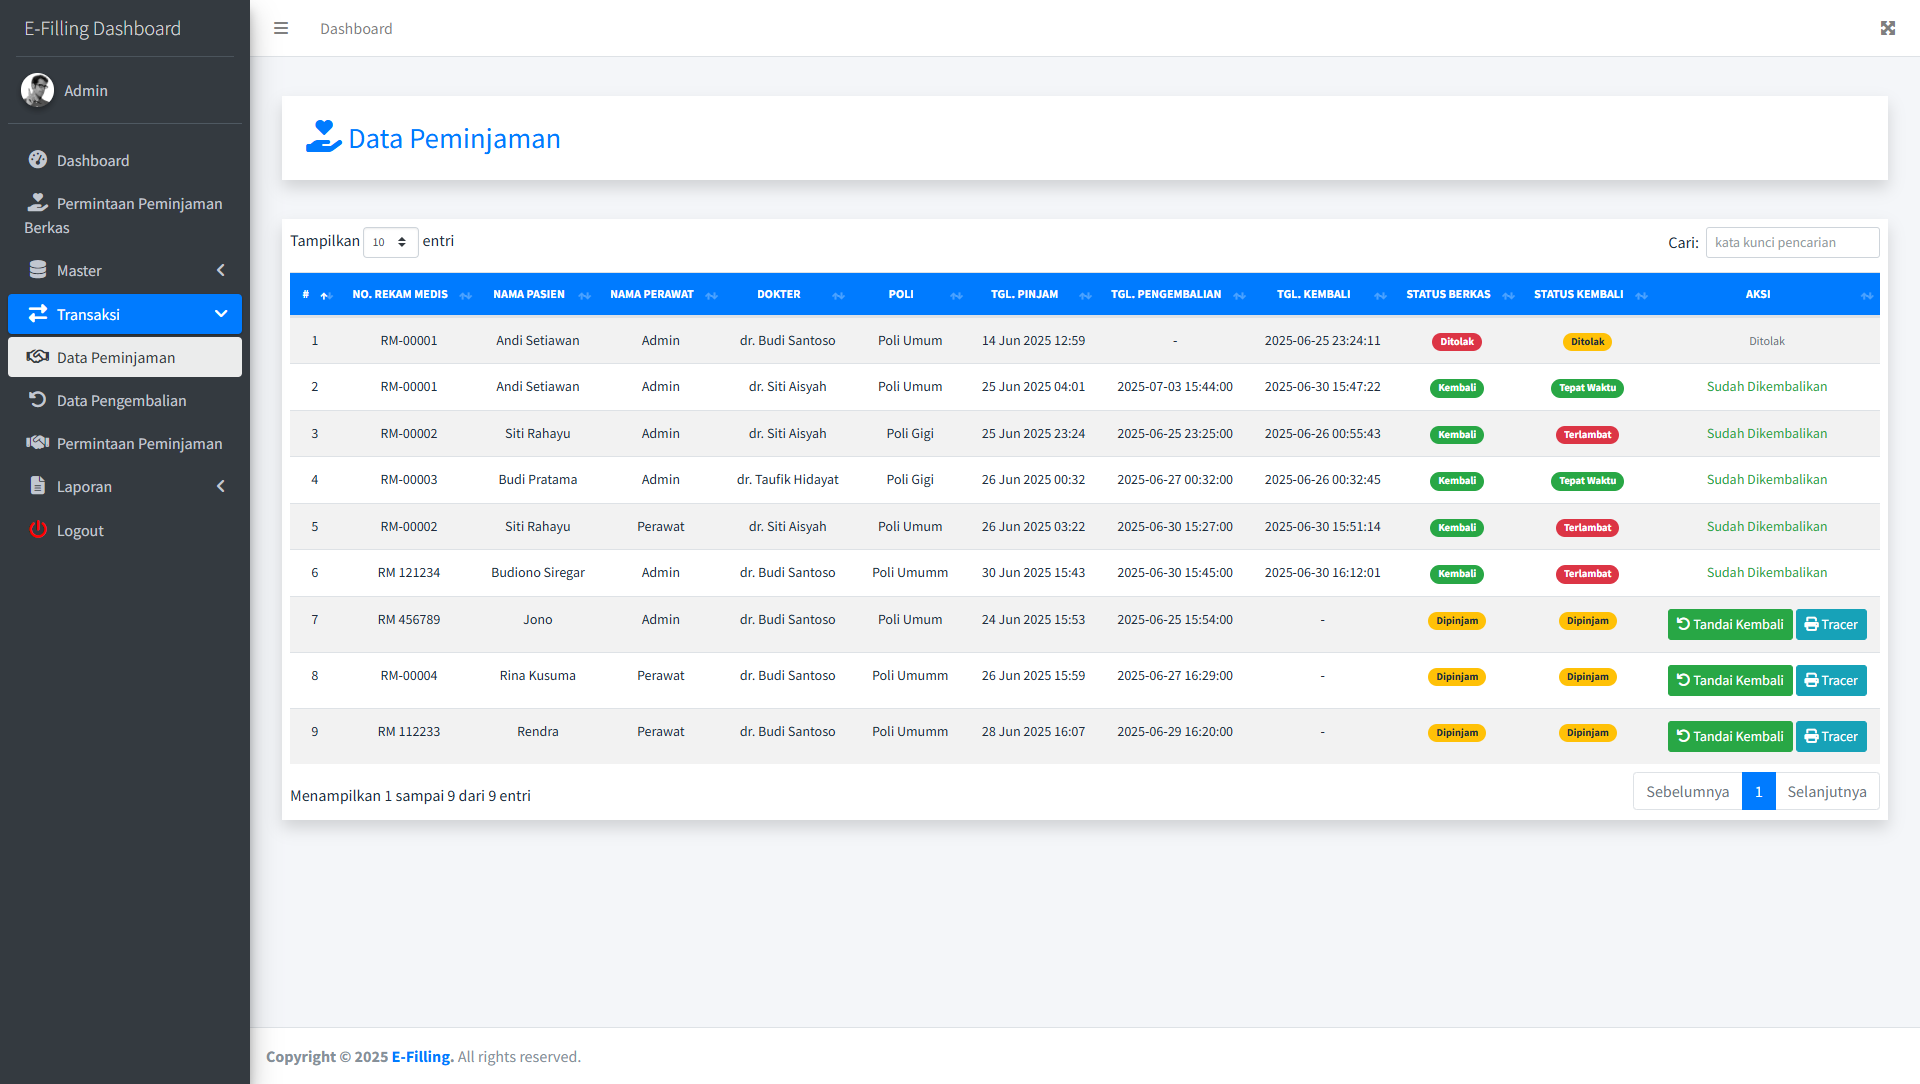 E-Filling Dashboard
Dashboard
Admin
Dashboard
Permintaan Peminjaman
Berkas
Master
Transaksi
Data Peminjaman
Data Pengembalian
Permintaan Peminjaman
Laporan
Logout
Data Peminjaman
Tampilkan 10 entri
Cari: kata kunci pencarian
# NO. REKAM MEDIS NAMA PASIEN NAMA PERAWAT DOKTER POLI TGL. PINJAM TGL. PENGEMBALIAN TGL. KEMBALI STATUS BERKAS STATUS KEMBALI AKSI
1 RM-00001 Andi Setiawan Admin dr. Budi Santoso Poli Umum 14 Jun 2025 12:59 - 2025-06-25 23:24:11 Ditolak Ditolak Ditolak
2 RM-00001 Andi Setiawan Admin dr. Siti Aisyah Poli Umum 25 Jun 2025 04:01 2025-07-03 15:44:00 2025-06-30 15:47:22 Kembali Tepat Waktu Sudah Dikembalikan
3 RM-00002 Siti Rahayu Admin dr. Siti Aisyah Poli Gigi 25 Jun 2025 23:24 2025-06-25 23:25:00 2025-06-26 00:55:43 Kembali Terlambat Sudah Dikembalikan
4 RM-00003 Budi Pratama Admin dr. Taufik Hidayat Poli Gigi 26 Jun 2025 00:32 2025-06-27 00:32:00 2025-06-26 00:32:45 Kembali Tepat Waktu Sudah Dikembalikan
5 RM-00002 Siti Rahayu Perawat dr. Siti Aisyah Poli Umum 26 Jun 2025 03:22 2025-06-30 15:27:00 2025-06-30 15:51:14 Kembali Terlambat Sudah Dikembalikan
6 RM 121234 Budiono Siregar Admin dr. Budi Santoso Poli Umumm 30 Jun 2025 15:43 2025-06-30 15:45:00 2025-06-30 16:12:01 Kembali Terlambat Sudah Dikembalikan
7 RM 456789 Jono Admin dr. Budi Santoso Poli Umum 24 Jun 2025 15:53 2025-06-25 15:54:00 - Dipinjam Dipinjam Tandai Kembali Tracer
8 RM-00004 Rina Kusuma Perawat dr. Budi Santoso Poli Umumm 26 Jun 2025 15:59 2025-06-27 16:29:00 - Dipinjam Dipinjam Tandai Kembali Tracer
9 RM 112233 Rendra Perawat dr. Budi Santoso Poli Umumm 28 Jun 2025 16:07 2025-06-29 16:20:00 - Dipinjam Dipinjam Tandai Kembali Tracer
Menampilkan 1 sampai 9 dari 9 entri
Sebelumnya 1 Selanjutnya
Copyright © 2025 E-Filling. All rights reserved.